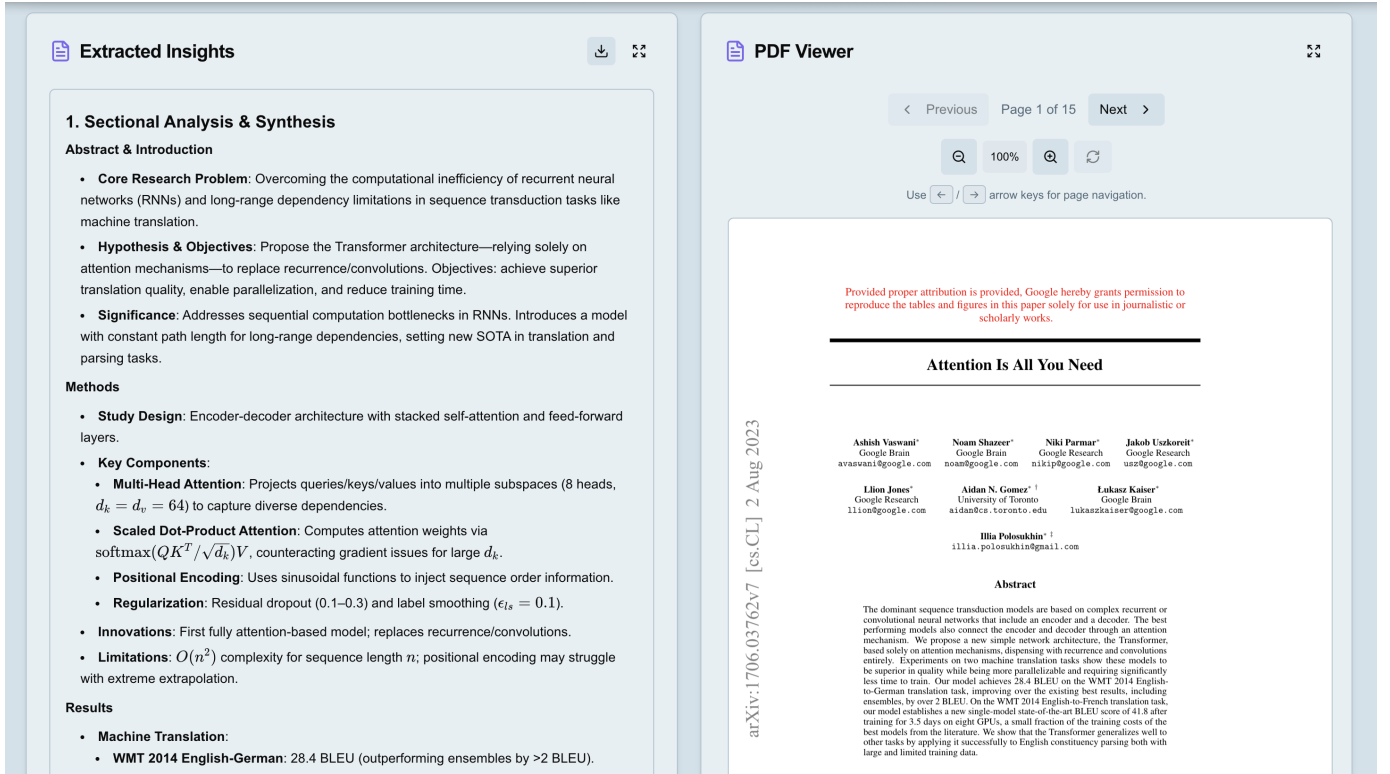 Extracted Insights
1. Sectional Analysis & Synthesis
Abstract & Introduction
• Core Research Problem: Overcoming the computational inefficiency of recurrent neural
networks (RNNs) and long-range dependency limitations in sequence transduction tasks like
machine translation.
• Hypothesis & Objectives: Propose the Transformer architecture—relying solely on
attention mechanisms—to replace recurrence/convolutions. Objectives: achieve superior
translation quality, enable parallelization, and reduce training time.
• Significance: Addresses sequential computation bottlenecks in RNNs. Introduces a model
with constant path length for long-range dependencies, setting new SOTA in translation and
parsing tasks.
Methods
• Study Design: Encoder-decoder architecture with stacked self-attention and feed-forward
layers.
• Key Components:
• Multi-Head Attention: Projects queries/keys/values into multiple subspaces (8 heads,
d_k = d_v = 64) to capture diverse dependencies.
• Scaled Dot-Product Attention: Computes attention weights via
softmax(QK^T/√d_k)V, counteracting gradient issues for large d_k.
• Positional Encoding: Uses sinusoidal functions to inject sequence order information.
• Regularization: Residual dropout (0.1–0.3) and label smoothing (ϵ_ls = 0.1).
• Innovations: First fully attention-based model; replaces recurrence/convolutions.
• Limitations: O(n²) complexity for sequence length n; positional encoding may struggle
with extreme extrapolation.
Results
• Machine Translation:
• WMT 2014 English-German: 28.4 BLEU (outperforming ensembles by >2 BLEU).
PDF Viewer
Previous Page 1 of 15 Next
100%
Use ← / → arrow keys for page navigation.
Provided proper attribution is provided, Google hereby grants permission to
reproduce the tables and figures in this paper solely for use in journalistic or
scholarly works.
Attention Is All You Need
arXiv:1706.03762v7 [cs.CL] 2 Aug 2023
Ashish Vaswani* Noam Shazeer* Niki Parmar* Jakob Uszkoreit*
Google Brain Google Brain Google Research Google Research
avaswani@google.com noam@google.com nikip@google.com usz@google.com
Llion Jones* Aidan N. Gomez* † Łukasz Kaiser*
Google Research University of Toronto Google Brain
llion@google.com aidan@cs.toronto.edu lukaszkaiser@google.com
Illia Polosukhin* ‡
illia.polosukhin@gmail.com
Abstract
The dominant sequence transduction models are based on complex recurrent or
convolutional neural networks that include an encoder and a decoder. The best
performing models also connect the encoder and decoder through an attention
mechanism. We propose a new simple network architecture, the Transformer,
based solely on attention mechanisms, dispensing with recurrence and convolutions
entirely. Experiments on two machine translation tasks show these models to
be superior in quality while being more parallelizable and requiring significantly
less time to train. Our model achieves 28.4 BLEU on the WMT 2014 English-
to-German translation task, improving over the existing best results, including
ensembles, by over 2 BLEU. On the WMT 2014 English-to-French translation task,
our model establishes a new single-model state-of-the-art BLEU score of 41.8 after
training for 3.5 days on eight GPUs, a small fraction of the training costs of the
best models from the literature. We show that the Transformer generalizes well to
other tasks by applying it successfully to English constituency parsing both with
large and limited training data.